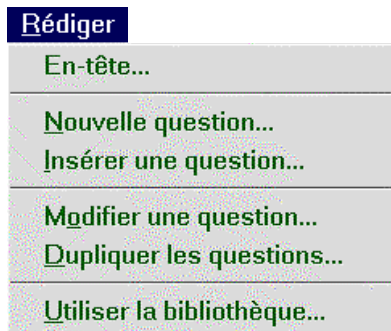 Rédiger
En-tête...
Nouvelle question...
Insérer une question...
Modifier une question...
Dupliquer les questions...
Utiliser la bibliothèque...